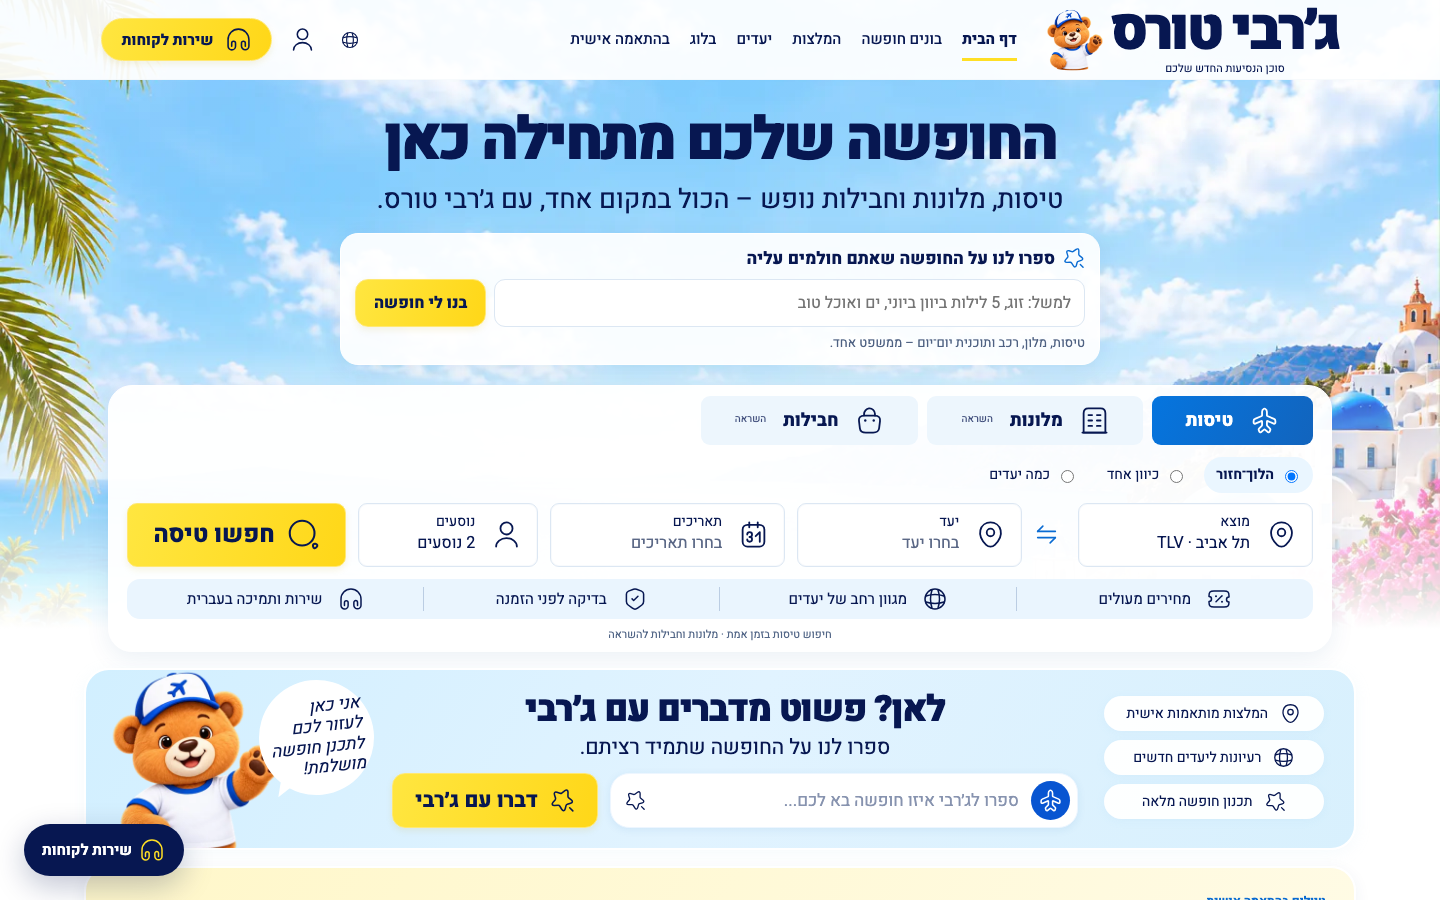 ג׳רבי טורס
סוכן הנסיעות החדש שלכם
דף הבית
בונים חופשה
המלצות
יעדים
בלוג
בהתאמה אישית
שירות לקוחות
החופשה שלכם מתחילה כאן
טיסות, מלונות וחבילות נופש – הכול במקום אחד, עם ג׳רבי טורס.
ספרו לנו על החופשה שאתם חולמים עליה
למשל: זוג, 5 לילות ביוון ביוני, ים ואוכל טוב
בנו לי חופשה
טיסות, מלון, רכב ותוכנית יום־יום – ממשפט אחד.
טיסות
מלונות השראה
חבילות השראה
הלוך־חזור
כיוון אחד
כמה יעדים
מוצא
תל אביב · TLV
יעד
בחרו יעד
תאריכים
בחרו תאריכים
31
נוסעים
2 נוסעים
חפשו טיסה
מחירים מעולים
מגוון רחב של יעדים
בדיקה לפני הזמנה
שירות ותמיכה בעברית
חיפוש טיסות בזמן אמת · מלונות וחבילות להשראה
המלצות מותאמות אישית
רעיונות ליעדים חדשים
תכנון חופשה מלאה
לאן? פשוט מדברים עם ג׳רבי
ספרו לנו על החופשה שתמיד רציתם.
ספרו לג׳רבי איזו חופשה בא לכם...
דברו עם ג׳רבי
אני כאן
לעזור לכם
לתכנן חופשה
מושלמת!
שירות לקוחות